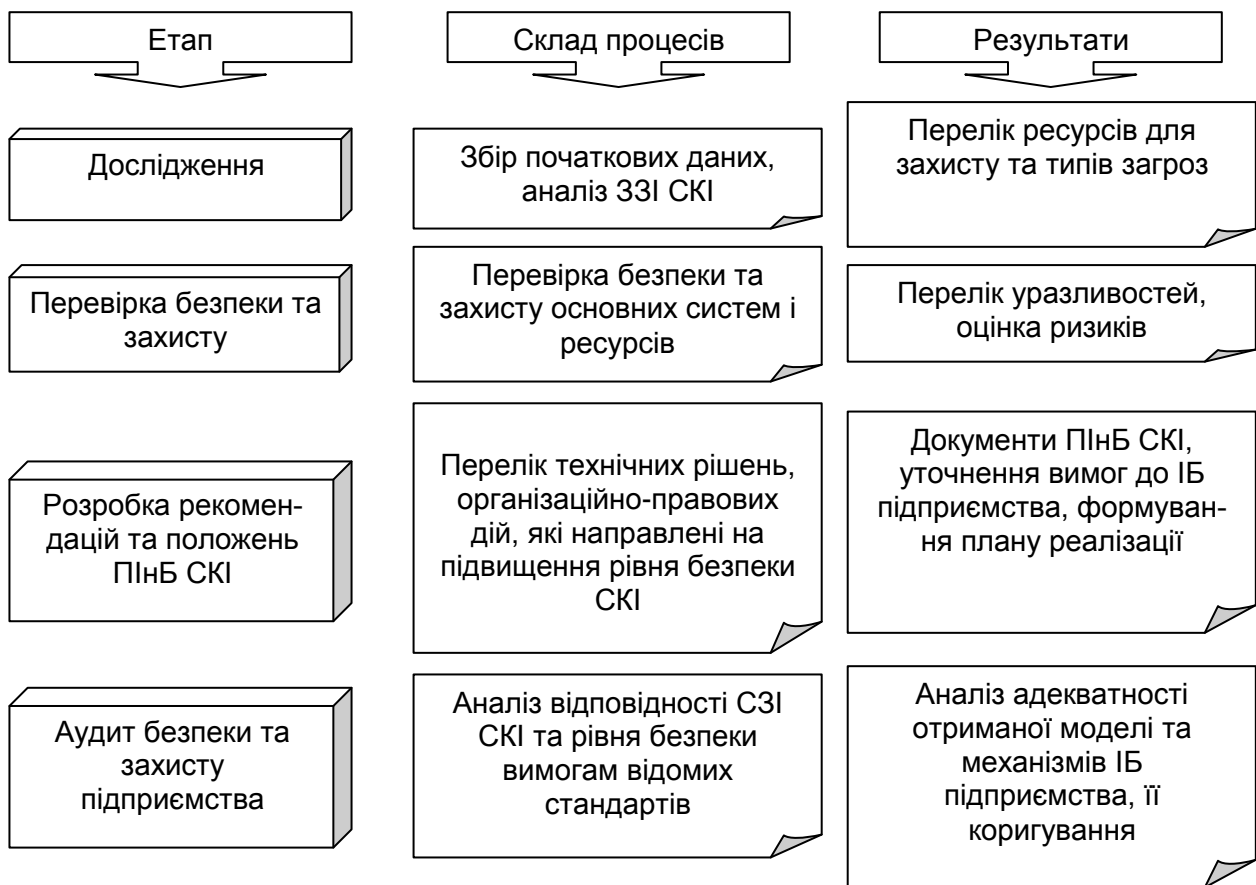 Етап
Склад процесів
Результати
Дослідження
Збір початкових даних,
аналіз ЗЗІ СКІ
Перелік ресурсів для
захисту та типів загроз
Перевірка безпеки та
захисту
Перевірка безпеки та
захисту основних систем і
ресурсів
Перелік уразливостей,
оцінка ризиків
Розробка рекомен-
дацій та положень
ПІнБ СКІ
Перелік технічних рішень,
організаційно-правових
дій, які направлені на
підвищення рівня безпеки
СКІ
Документи ПІнБ СКІ,
уточнення вимог до ІБ
підприємства, формуван-
ня плану реалізації
Аудит безпеки та
захисту
підприємства
Аналіз відповідності СЗІ
СКІ та рівня безпеки
вимогам відомих
стандартів
Аналіз адекватності
отриманої моделі та
механізмів ІБ
підприємства, її
коригування